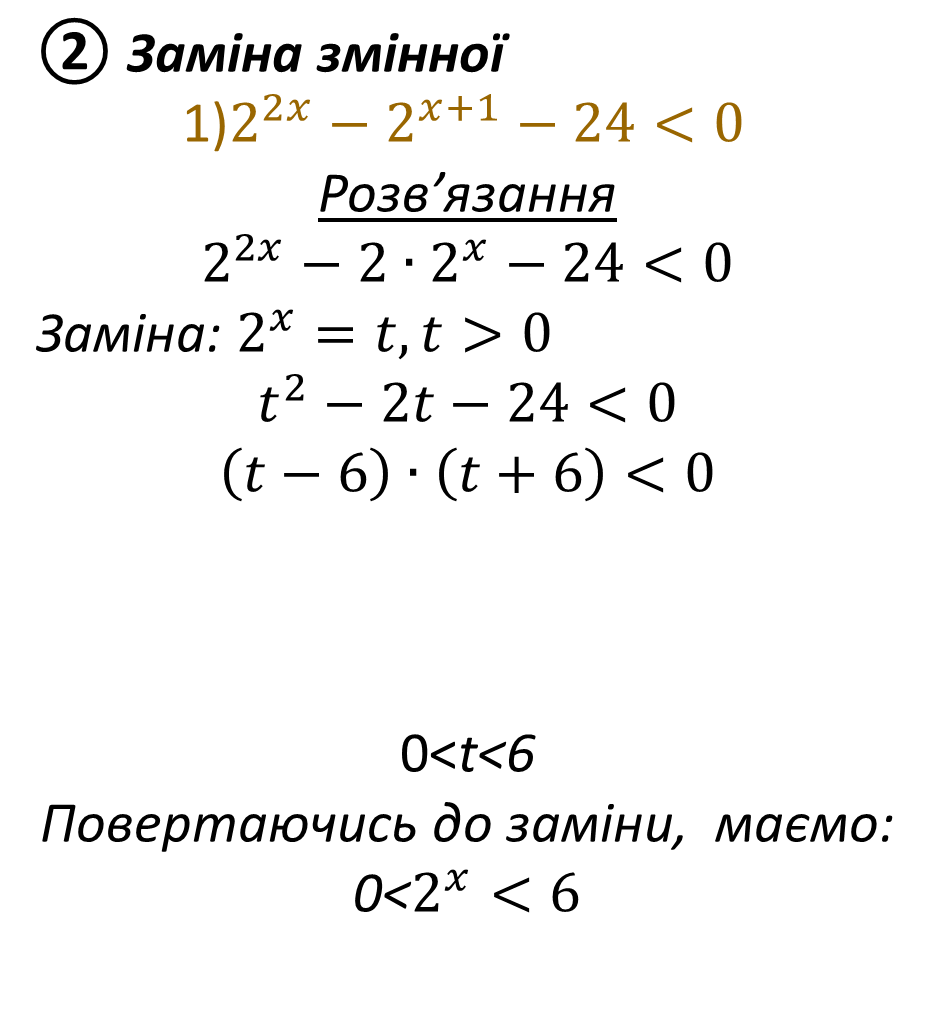 ② Заміна змінної
1)2^{2x} − 2^{x+1} − 24 < 0
Розв’язання
2^{2x} − 2 · 2^x − 24 < 0
Заміна: 2^x = t, t > 0
t^2 − 2t − 24 < 0
(t − 6) · (t + 6) < 0
0<t<6
Повертаючись до заміни, маємо:
0<2^x < 6